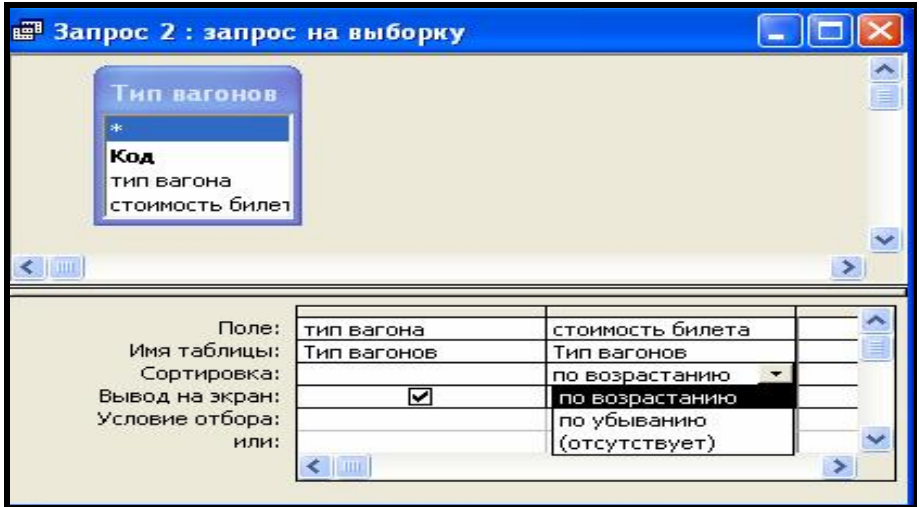 Запрос 2 : запрос на выборку
Тип вагонов
*
Код
тип вагона
стоимость билет
Поле: тип вагона стоимость билета
Имя таблицы: Тип вагонов Тип вагонов
Сортировка: по возрастанию
Вывод на экран: по возрастанию
Условие отбора: по убыванию
или: (отсутствует)